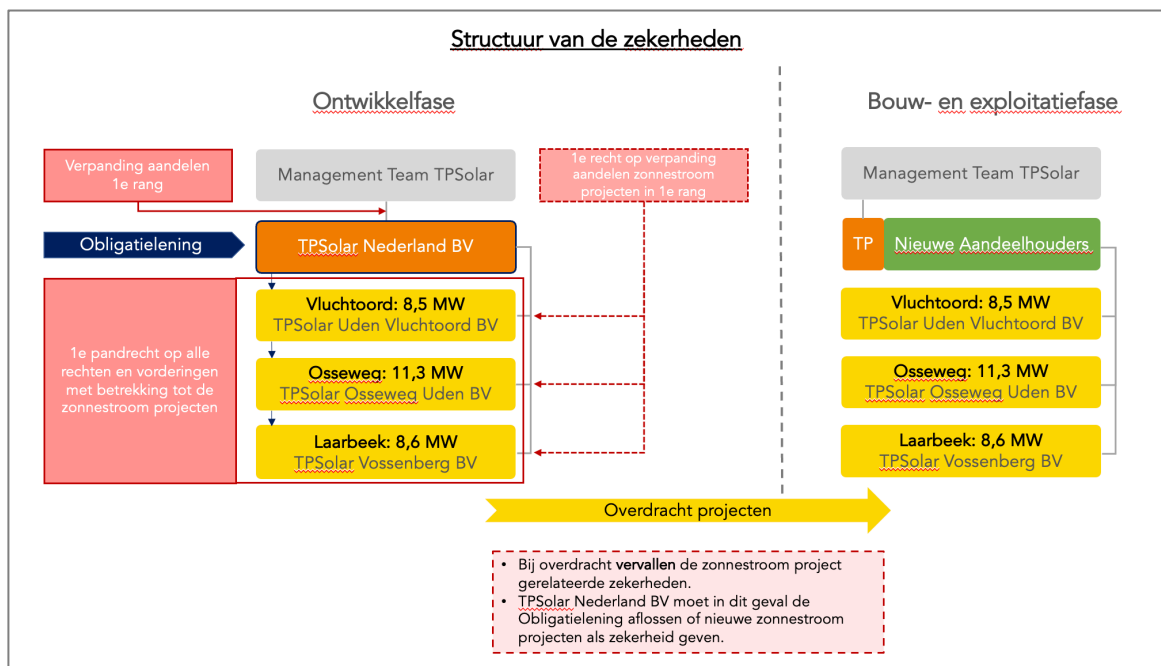 Structuur van de zekerheden
Ontwikkelfase
Bouw- en exploitatiefase
Verpanding aandelen
1e rang
Management Team TPSolar
1e recht op verpanding
aandelen zonnestroom
projecten in 1e rang
Management Team TPSolar
Obligatielening
TPSolar Nederland BV
TP
Nieuwe Aandeelhouders
1e pandrecht op alle
rechten en vorderingen
met betrekking tot de
zonnestroom projecten
Vluchtoord: 8,5 MW
TPSolar Uden Vluchtoord BV
Osseweg: 11,3 MW
TPSolar Osseweg Uden BV
Laarbeek: 8,6 MW
TPSolar Vossenberg BV
Vluchtoord: 8,5 MW
TPSolar Uden Vluchtoord BV
Osseweg: 11,3 MW
TPSolar Osseweg Uden BV
Laarbeek: 8,6 MW
TPSolar Vossenberg BV
Overdracht projecten
• Bij overdracht vervallen de zonnestroom project
gerelateerde zekerheden.
• TPSolar Nederland BV moet in dit geval de
Obligatielening aflossen of nieuwe zonnestroom
projecten als zekerheid geven.